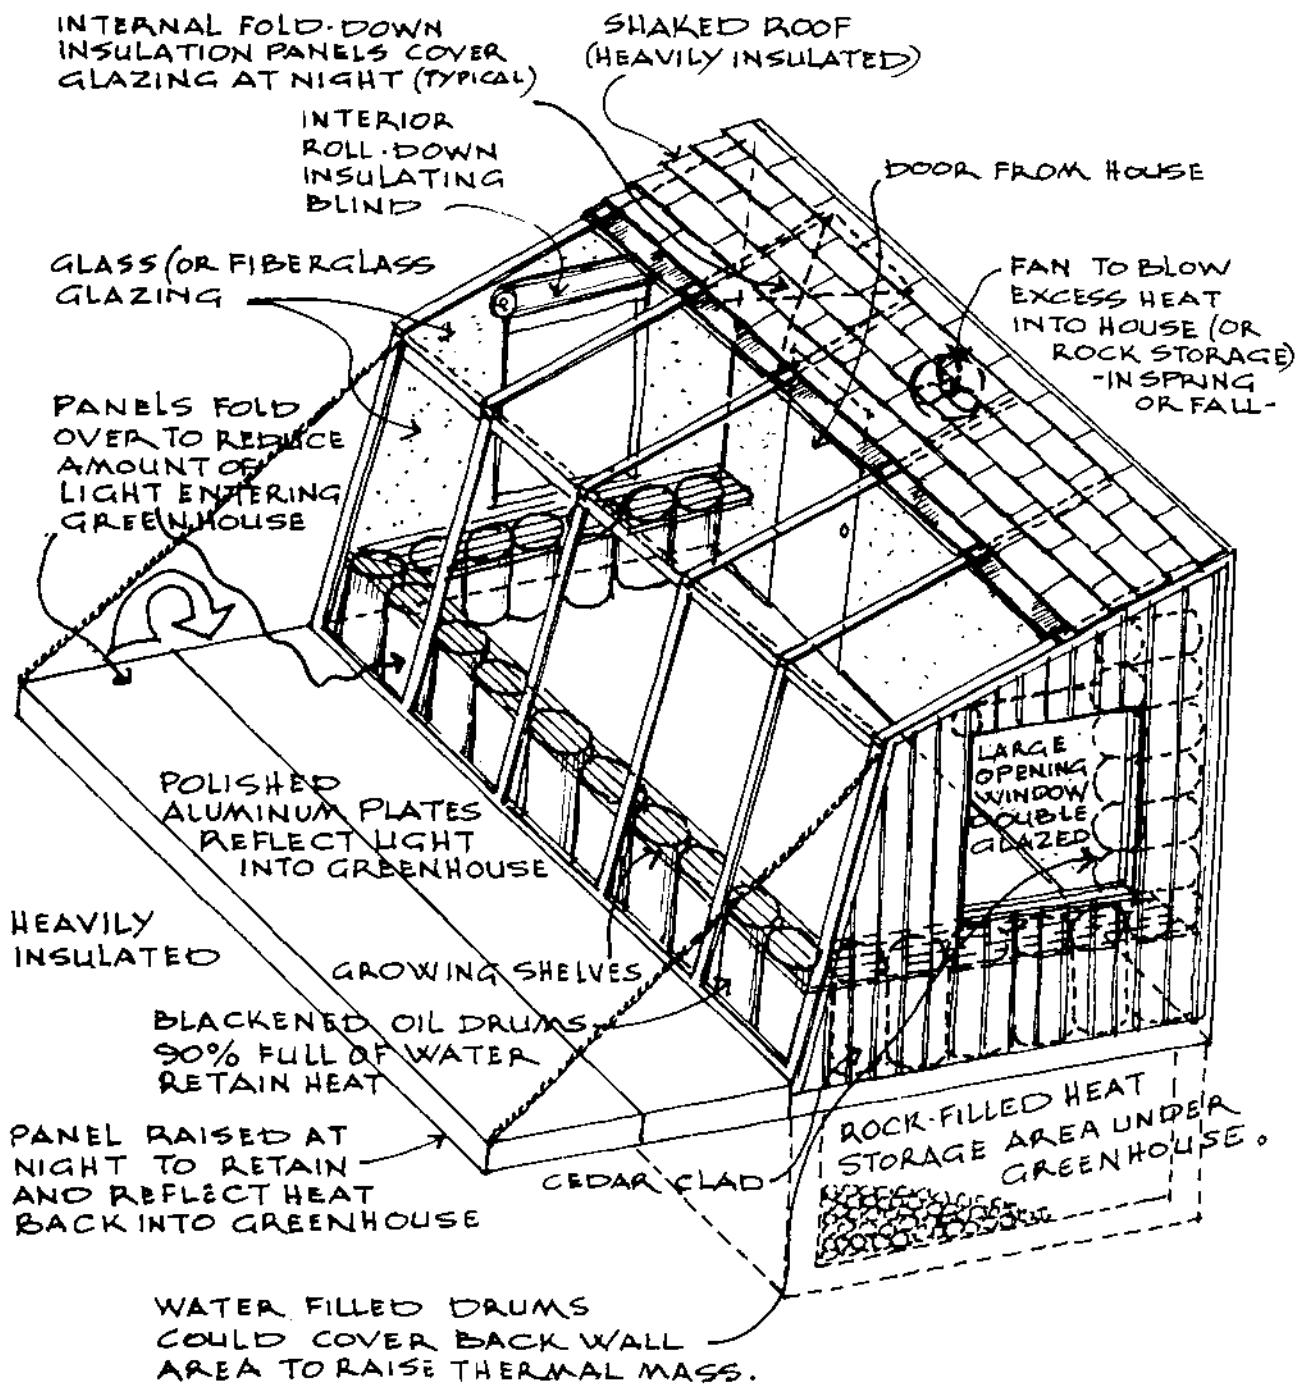 INTERNAL FOLD-DOWN
INSULATION PANELS COVER
GLAZING AT NIGHT (TYPICAL)
SHAKED ROOF
(HEAVILY INSULATED)
INTERIOR
ROLL-DOWN
INSULATING
BLIND
DOOR FROM HOUSE
GLASS (OR FIBERGLASS
GLAZING
FAN TO BLOW
EXCESS HEAT
INTO HOUSE (OR
ROCK STORAGE)
-IN SPRING
OR FALL-
PANELS FOLD
OVER TO REDUCE
AMOUNT OF
LIGHT ENTERING
GREENHOUSE
LARGE
OPENING
WINDOW
DOUBLE
GLAZED
POLISHED
ALUMINUM PLATES
REFLECT LIGHT
INTO GREENHOUSE
HEAVILY
INSULATED
GROWING SHELVES
BLACKENED OIL DRUMS
90% FULL OF WATER
RETAIN HEAT
PANEL RAISED AT
NIGHT TO RETAIN
AND REFLECT HEAT
BACK INTO GREENHOUSE
CEDAR CLAD
ROCK-FILLED HEAT
STORAGE AREA UNDER
GREENHOUSE.
WATER FILLED DRUMS
COULD COVER BACK WALL
AREA TO RAISE THERMAL MASS.